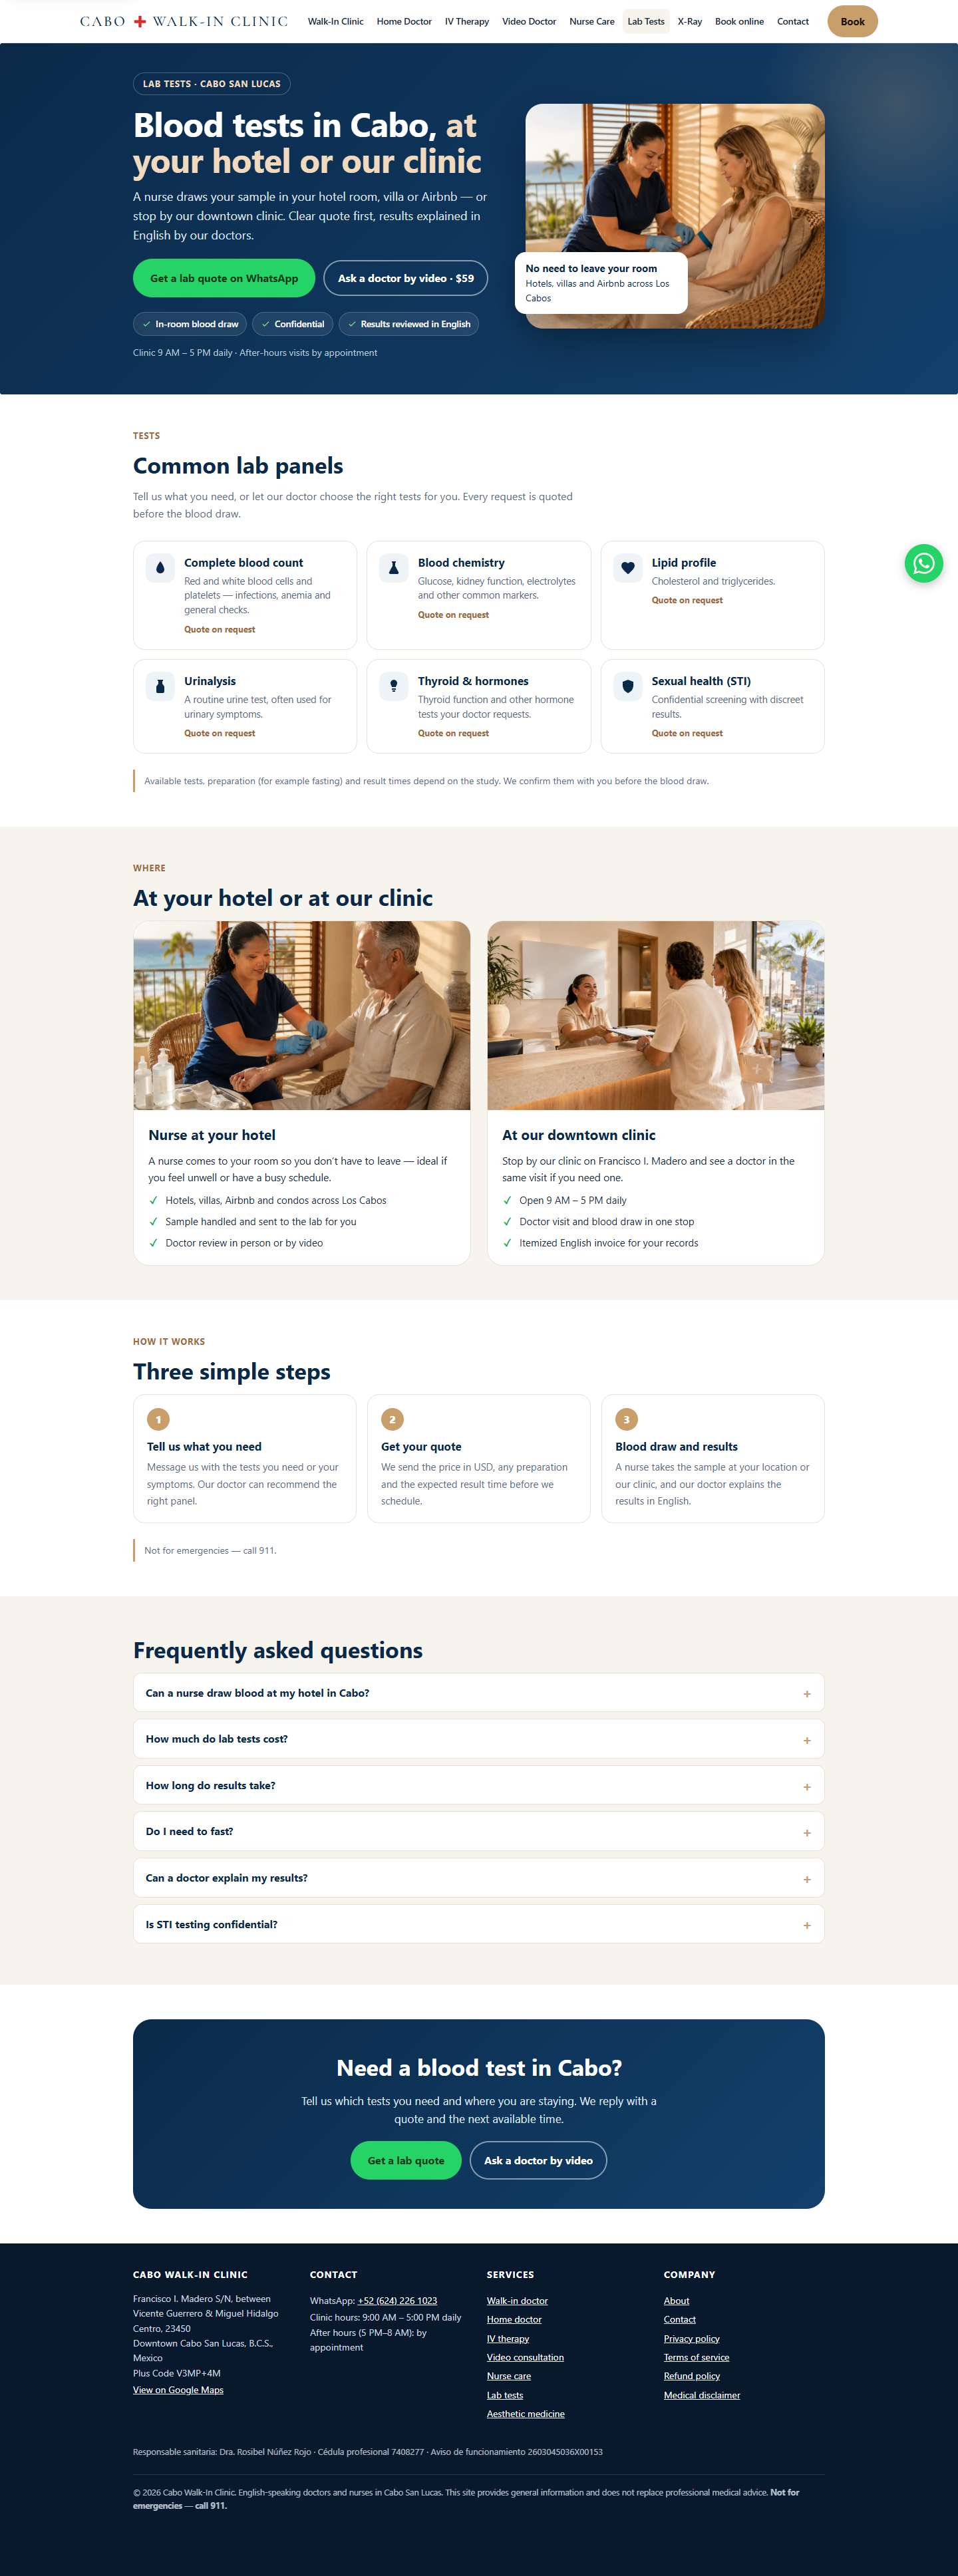 CABO WALK-IN CLINIC
Walk-In Clinic Home Doctor IV Therapy Video Doctor Nurse Care Lab Tests X-Ray Book online Contact Book
LAB TESTS · CABO SAN LUCAS
Blood tests in Cabo, at
your hotel or our clinic
A nurse draws your sample in your hotel room, villa or Airbnb — or
stop by our downtown clinic. Clear quote first, results explained in
English by our doctors.
Get a lab quote on WhatsApp
Ask a doctor by video · $59
✓ In-room blood draw
✓ Confidential
✓ Results reviewed in English
Clinic 9 AM – 5 PM daily · After-hours visits by appointment
No need to leave your room
Hotels, villas and Airbnb across Los
Cabos
TESTS
Common lab panels
Tell us what you need, or let our doctor choose the right tests for you. Every request is quoted
before the blood draw.
Complete blood count
Red and white blood cells and
platelets — infections, anemia and
general checks.
Quote on request
Blood chemistry
Glucose, kidney function, electrolytes
and other common markers.
Quote on request
Lipid profile
Cholesterol and triglycerides.
Quote on request
Urinalysis
A routine urine test, often used for
urinary symptoms.
Quote on request
Thyroid & hormones
Thyroid function and other hormone
tests your doctor requests.
Quote on request
Sexual health (STI)
Confidential screening with discreet
results.
Quote on request
Available tests, preparation (for example fasting) and result times depend on the study. We confirm them with you before the blood draw.
WHERE
At your hotel or at our clinic
Nurse at your hotel
A nurse comes to your room so you don't have to leave — ideal if
you feel unwell or have a busy schedule.
✓ Hotels, villas, Airbnb and condos across Los Cabos
✓ Sample handled and sent to the lab for you
✓ Doctor review in person or by video
At our downtown clinic
Stop by our clinic on Francisco I. Madero and see a doctor in the
same visit if you need one.
✓ Open 9 AM – 5 PM daily
✓ Doctor visit and blood draw in one stop
✓ Itemized English invoice for your records
HOW IT WORKS
Three simple steps
1
Tell us what you need
Message us with the tests you need or your
symptoms. Our doctor can recommend the
right panel.
2
Get your quote
We send the price in USD, any preparation
and the expected result time before we
schedule.
3
Blood draw and results
A nurse takes the sample at your location or
our clinic, and our doctor explains the
results in English.
Not for emergencies — call 911.
Frequently asked questions
Can a nurse draw blood at my hotel in Cabo? +
How much do lab tests cost? +
How long do results take? +
Do I need to fast? +
Can a doctor explain my results? +
Is STI testing confidential? +
Need a blood test in Cabo?
Tell us which tests you need and where you are staying. We reply with a
quote and the next available time.
Get a lab quote
Ask a doctor by video
CABO WALK-IN CLINIC
Francisco I. Madero S/N, between
Vicente Guerrero & Miguel Hidalgo
Centro, 23450
Downtown Cabo San Lucas, B.C.S.,
Mexico
Plus Code V3MP+4M
View on Google Maps
CONTACT
WhatsApp: +52 (624) 226 1023
Clinic hours: 9:00 AM – 5:00 PM daily
After hours (5 PM–8 AM): by
appointment
SERVICES
Walk-in doctor
Home doctor
IV therapy
Video consultation
Nurse care
Lab tests
Aesthetic medicine
COMPANY
About
Contact
Privacy policy
Terms of service
Refund policy
Medical disclaimer
Responsable sanitaria: Dra. Rosibel Núñez Rojo · Cédula profesional 7408277 · Aviso de funcionamiento 2603045036X00153
© 2026 Cabo Walk-In Clinic. English-speaking doctors and nurses in Cabo San Lucas. This site provides general information and does not replace professional medical advice. Not for
emergencies — call 911.